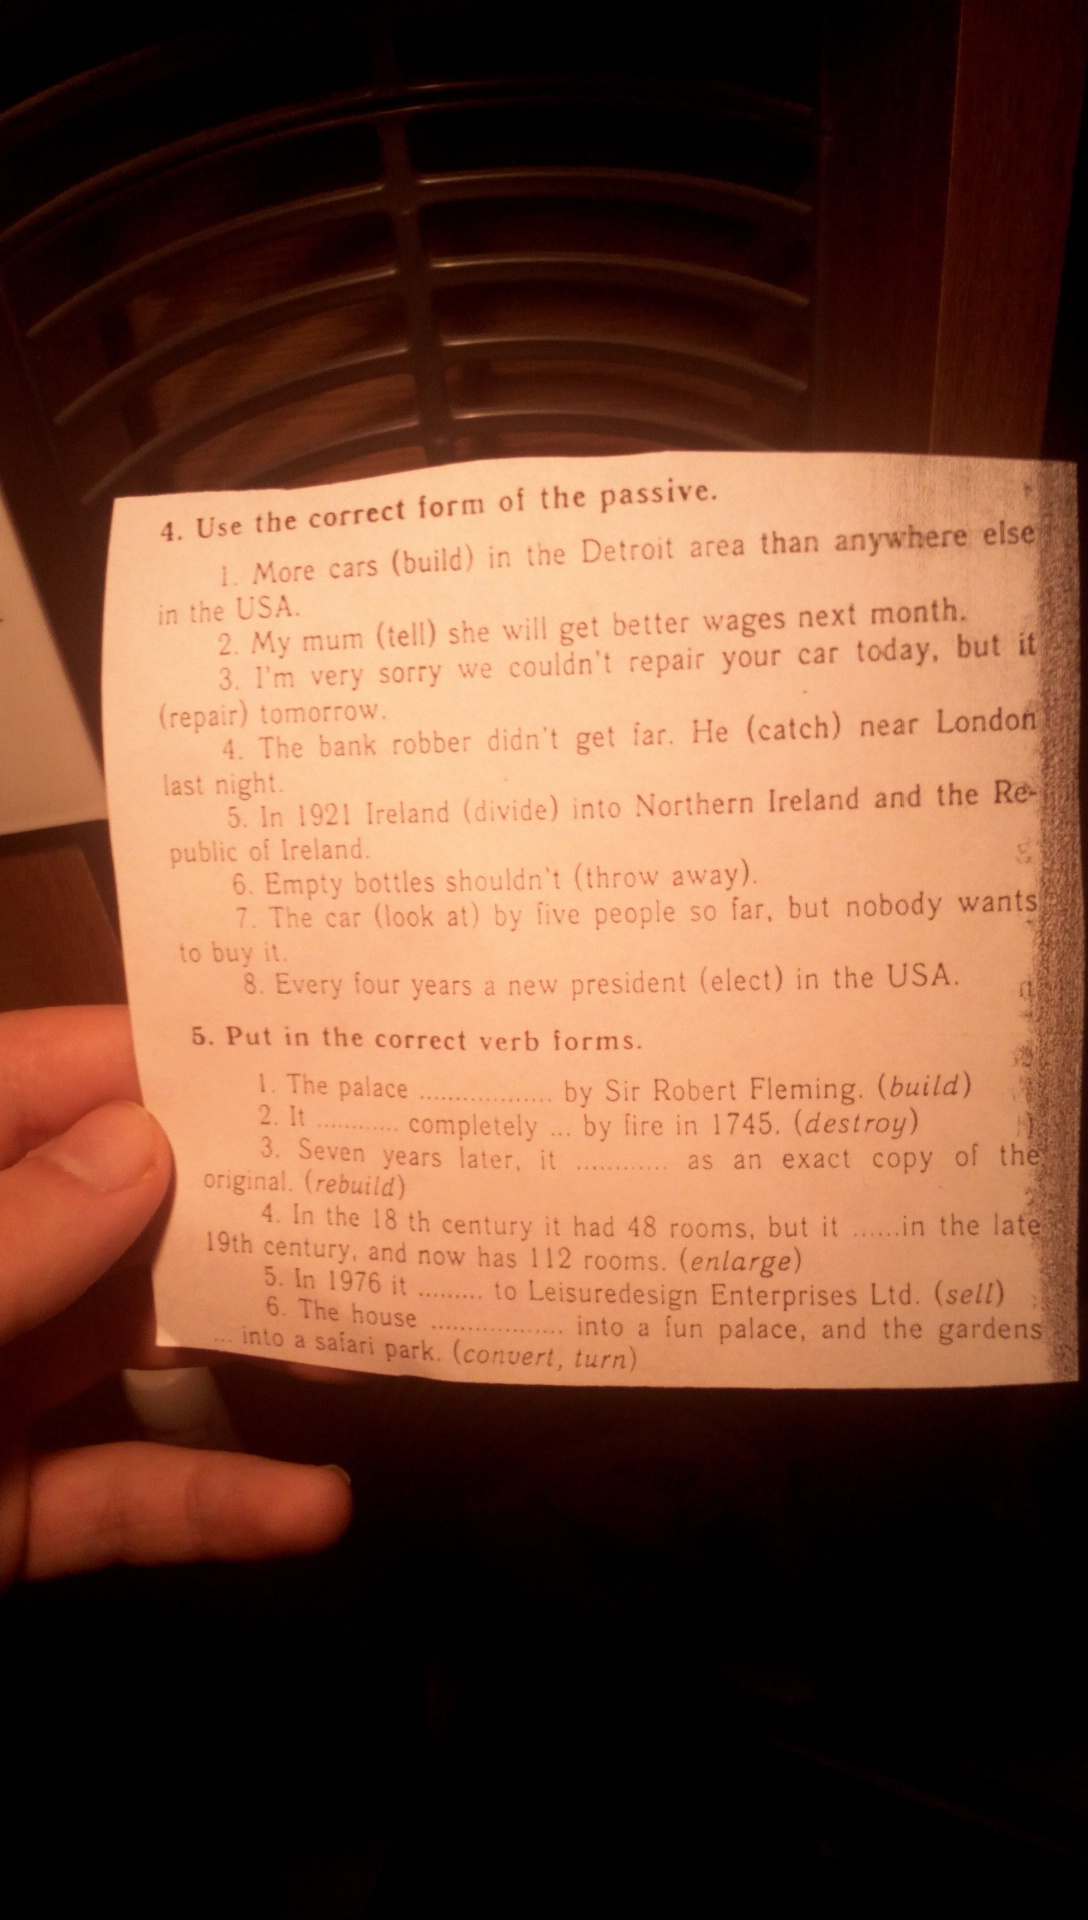 4. Use the correct form of the passive.
1. More cars (build) in the Detroit area than anywhere else
in the USA.
2. My mum (tell) she will get better wages next month.
3. I'm very sorry we couldn't repair your car today, but it
(repair) tomorrow.
4. The bank robber didn't get far. He (catch) near London
last night.
5. In 1921 Ireland (divide) into Northern Ireland and the Re-
public of Ireland.
6. Empty bottles shouldn't (throw away).
7. The car (look at) by five people so far, but nobody wants
to buy it.
8. Every four years a new president (elect) in the USA.
5. Put in the correct verb forms.
1. The palace .................. by Sir Robert Fleming. (build)
2. It ............ completely ... by fire in 1745. (destroy)
3. Seven years later, it ............ as an exact copy of the
original. (rebuild)
4. In the 18 th century it had 48 rooms, but it ......in the late
19th century, and now has 112 rooms. (enlarge)
5. In 1976 it ......... to Leisuredesign Enterprises Ltd. (sell)
6. The house .................. into a fun palace, and the gardens
... into a safari park. (convert, turn)